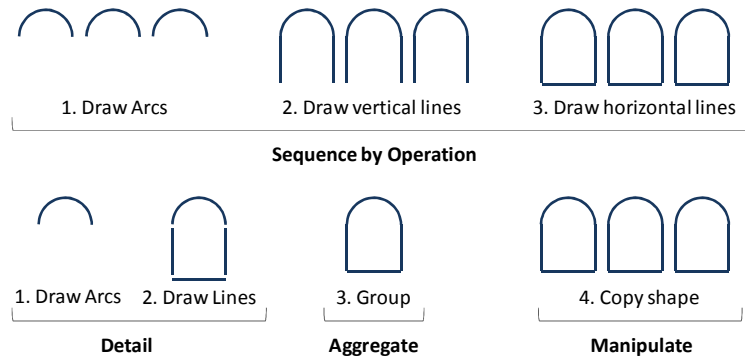 1. Draw Arcs
2. Draw vertical lines
3. Draw horizontal lines
Sequence by Operation
1. Draw Arcs
2. Draw Lines
3. Group
4. Copy shape
Detail
Aggregate
Manipulate